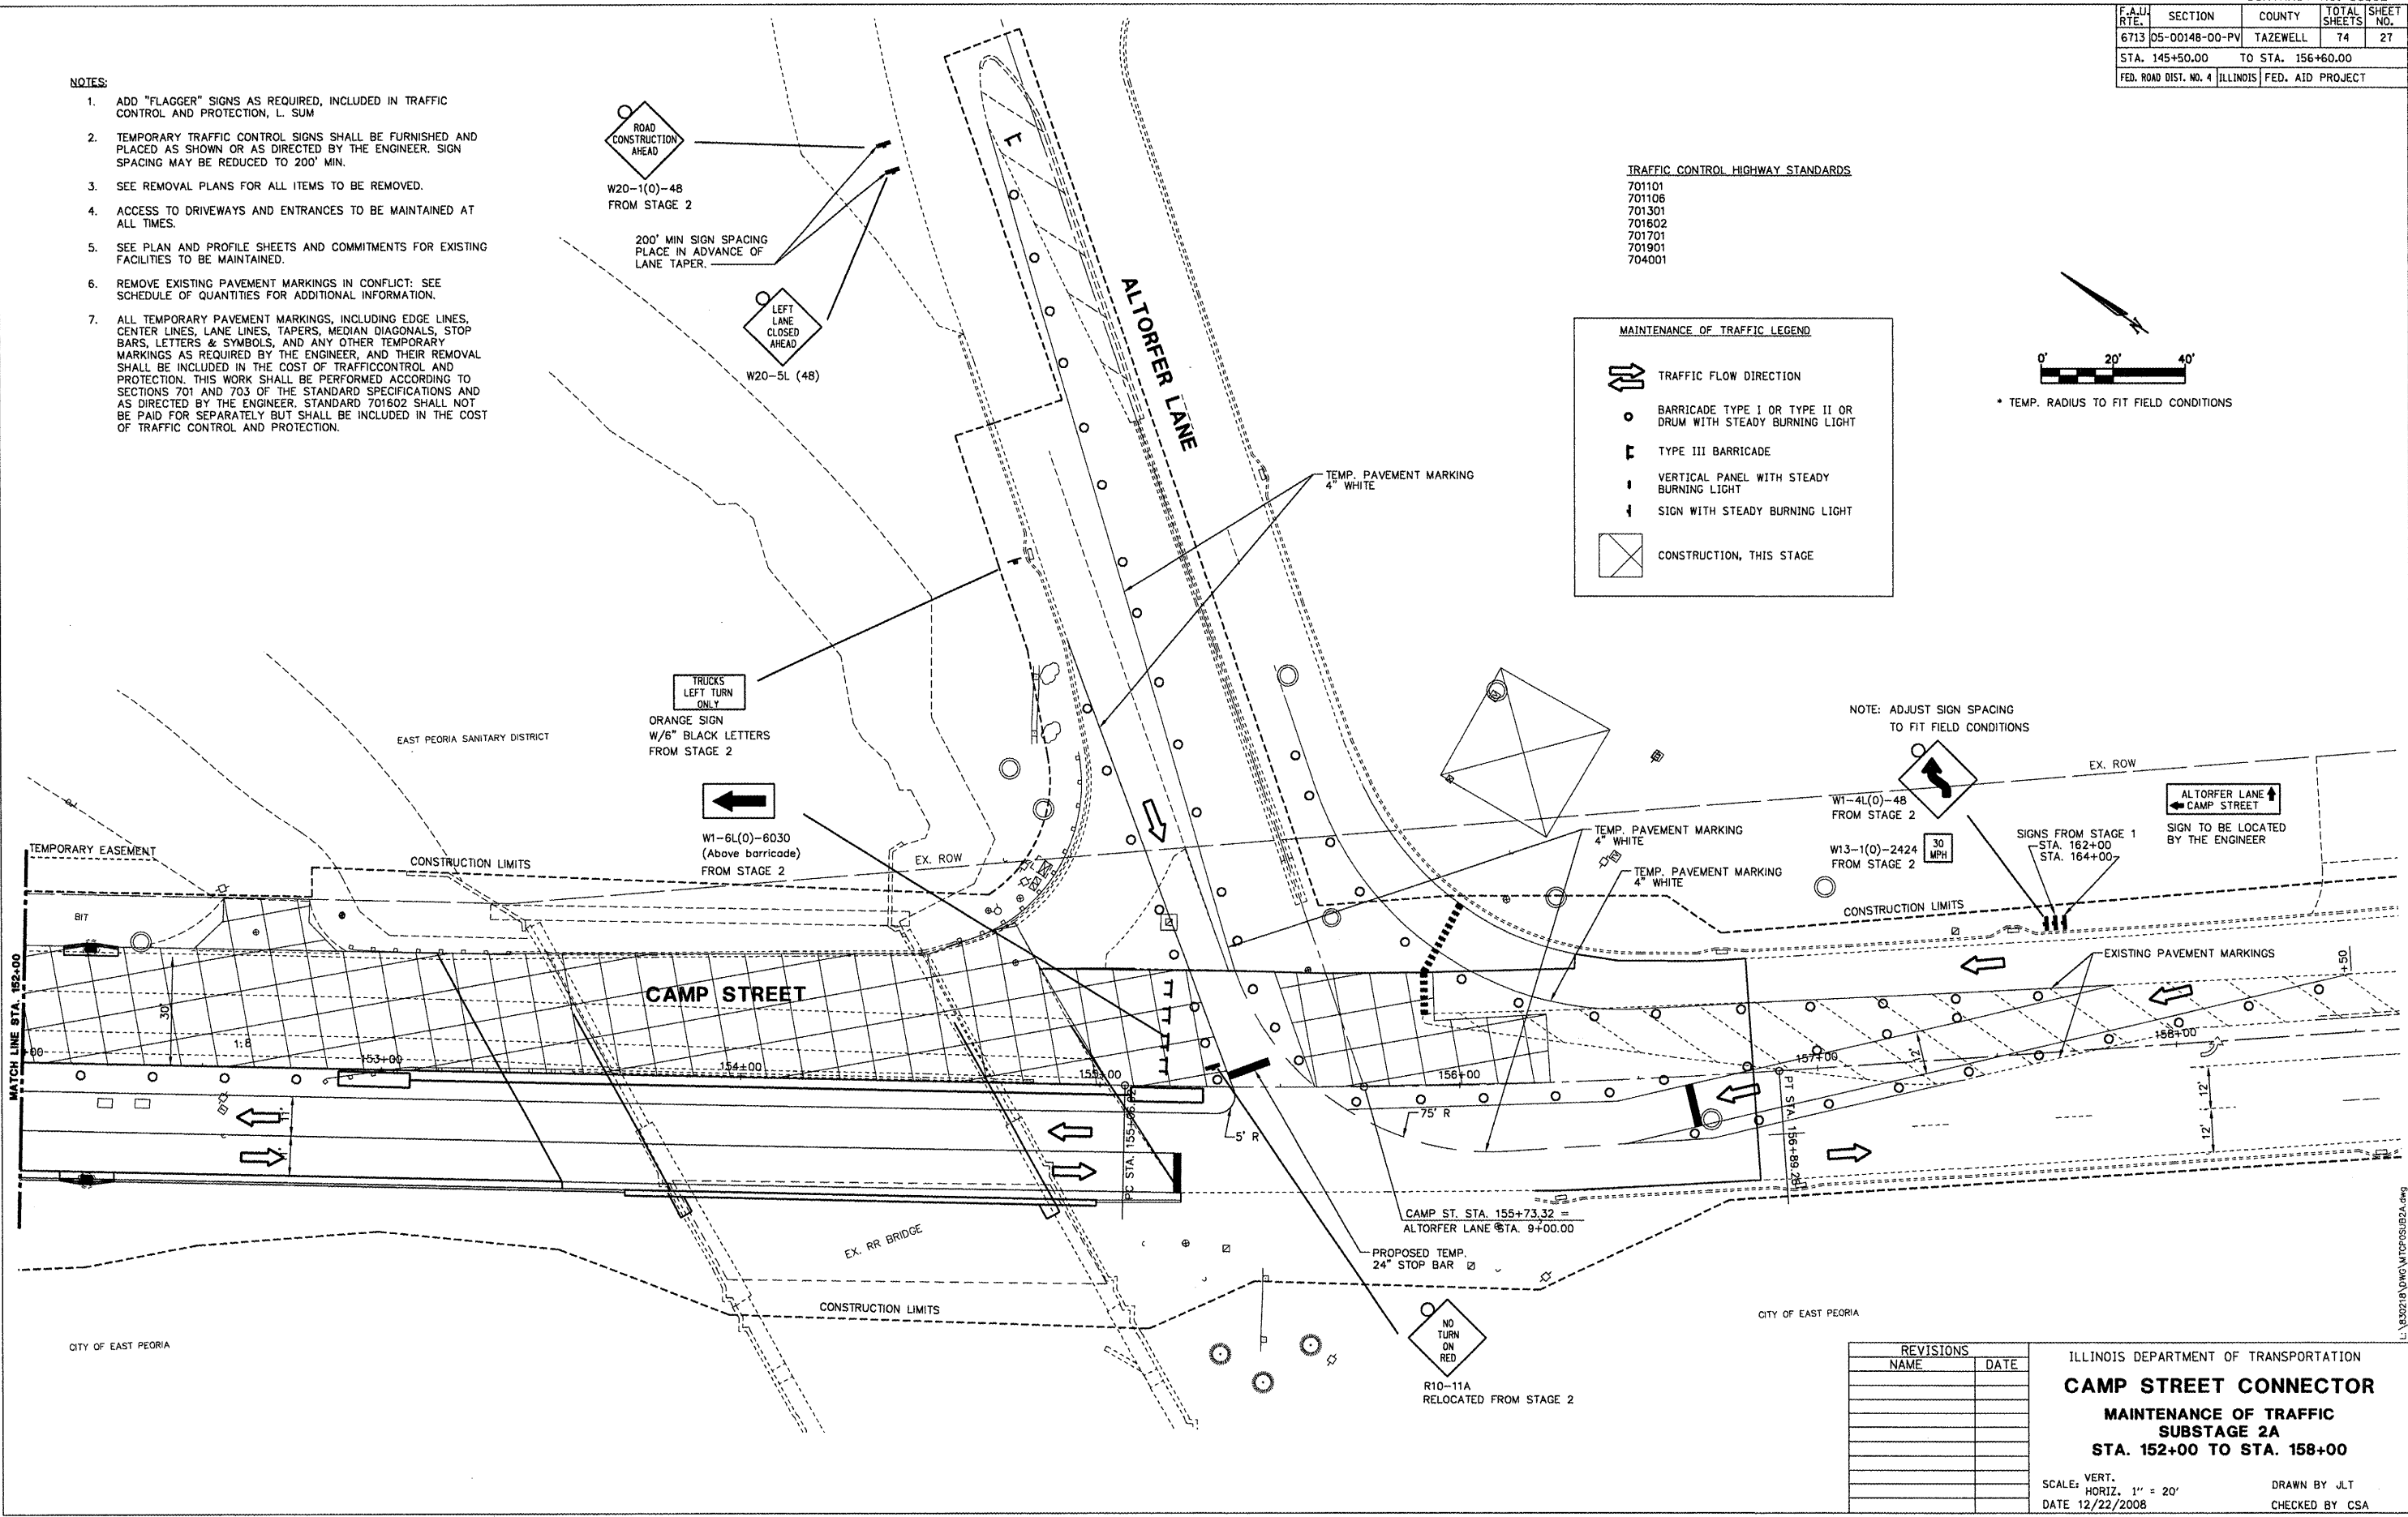 F.A.U. RTE. SECTION COUNTY TOTAL SHEETS SHEET NO.
6713 05-00148-00-PV TAZEWELL 74 27
STA. 145+50.00 TO STA. 156+60.00
FED. ROAD DIST. NO. 4 ILLINOIS FED. AID PROJECT
NOTES:
1. ADD "FLAGGER" SIGNS AS REQUIRED, INCLUDED IN TRAFFIC
CONTROL AND PROTECTION, L. SUM
2. TEMPORARY TRAFFIC CONTROL SIGNS SHALL BE FURNISHED AND
PLACED AS SHOWN OR AS DIRECTED BY THE ENGINEER. SIGN
SPACING MAY BE REDUCED TO 200' MIN.
3. SEE REMOVAL PLANS FOR ALL ITEMS TO BE REMOVED.
4. ACCESS TO DRIVEWAYS AND ENTRANCES TO BE MAINTAINED AT
ALL TIMES.
5. SEE PLAN AND PROFILE SHEETS AND COMMITMENTS FOR EXISTING
FACILITIES TO BE MAINTAINED.
6. REMOVE EXISTING PAVEMENT MARKINGS IN CONFLICT: SEE
SCHEDULE OF QUANTITIES FOR ADDITIONAL INFORMATION.
7. ALL TEMPORARY PAVEMENT MARKINGS, INCLUDING EDGE LINES,
CENTER LINES, LANE LINES, TAPERS, MEDIAN DIAGONALS, STOP
BARS, LETTERS & SYMBOLS, AND ANY OTHER TEMPORARY
MARKINGS AS REQUIRED BY THE ENGINEER, AND THEIR REMOVAL
SHALL BE INCLUDED IN THE COST OF TRAFFICCONTROL AND
PROTECTION. THIS WORK SHALL BE PERFORMED ACCORDING TO
SECTIONS 701 AND 703 OF THE STANDARD SPECIFICATIONS AND
AS DIRECTED BY THE ENGINEER. STANDARD 701602 SHALL NOT
BE PAID FOR SEPARATELY BUT SHALL BE INCLUDED IN THE COST
OF TRAFFIC CONTROL AND PROTECTION.
ROAD
CONSTRUCTION
AHEAD
W20-1(0)-48
FROM STAGE 2
200' MIN SIGN SPACING
PLACE IN ADVANCE OF
LANE TAPER.
LEFT
LANE
CLOSED
AHEAD
W20-5L (48)
ALTORFER LANE
TRAFFIC CONTROL HIGHWAY STANDARDS
701101
701106
701301
701602
701701
701901
704001
MAINTENANCE OF TRAFFIC LEGEND
TRAFFIC FLOW DIRECTION
BARRICADE TYPE I OR TYPE II OR
DRUM WITH STEADY BURNING LIGHT
TYPE III BARRICADE
VERTICAL PANEL WITH STEADY
BURNING LIGHT
SIGN WITH STEADY BURNING LIGHT
CONSTRUCTION, THIS STAGE
N
0' 20' 40'
* TEMP. RADIUS TO FIT FIELD CONDITIONS
TEMP. PAVEMENT MARKING
4" WHITE
TRUCKS
LEFT TURN
ONLY
ORANGE SIGN
W/6" BLACK LETTERS
FROM STAGE 2
EAST PEORIA SANITARY DISTRICT
W1-6L(0)-6030
(Above barricade)
FROM STAGE 2
NOTE: ADJUST SIGN SPACING
TO FIT FIELD CONDITIONS
W1-4L(0)-48
FROM STAGE 2
W13-1(0)-2424
FROM STAGE 2
30
MPH
EX. ROW
ALTORFER LANE
CAMP STREET
SIGN TO BE LOCATED
BY THE ENGINEER
SIGNS FROM STAGE 1
STA. 162+00
STA. 164+00
TEMP. PAVEMENT MARKING
4" WHITE
TEMP. PAVEMENT MARKING
4" WHITE
TEMPORARY EASEMENT
CONSTRUCTION LIMITS
EX. ROW
CONSTRUCTION LIMITS
EXISTING PAVEMENT MARKINGS
+50
MATCH LINE STA. 152+00
817
30'
1:8
CAMP STREET
+00
153+00
154+00
155+00
156+00
157+00
158+00
11'
12'
12'
12'
PC STA. 155+
PT STA. 156+89.28
5' R
75' R
CAMP ST. STA. 155+73.32 =
ALTORFER LANE STA. 9+00.00
PROPOSED TEMP.
24" STOP BAR
EX. RR BRIDGE
CONSTRUCTION LIMITS
CITY OF EAST PEORIA
CITY OF EAST PEORIA
NO
TURN
ON
RED
R10-11A
RELOCATED FROM STAGE 2
L:\830218\DWG\MTCP0SUB2A.dwg
REVISIONS
NAME DATE
ILLINOIS DEPARTMENT OF TRANSPORTATION
CAMP STREET CONNECTOR
MAINTENANCE OF TRAFFIC
SUBSTAGE 2A
STA. 152+00 TO STA. 158+00
SCALE: VERT.
HORIZ. 1" = 20'
DATE 12/22/2008
DRAWN BY JLT
CHECKED BY CSA